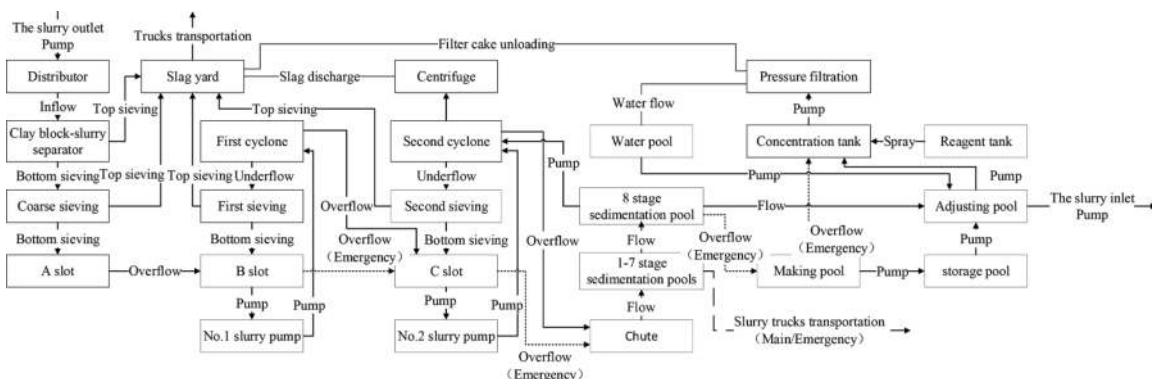 The slurry outlet
Pump
Trucks transportation
Filter cake unloading
Distributor
Slag yard
Slag discharge
Centrifuge
Pressure filtration
Inflow
Top sieving
Top sieving
Water flow
Pump
Clay block-slurry
separator
First cyclone
Second cyclone
Water pool
Concentration tank
Spray
Reagent tank
Bottom sieving
Top sieving
Top sieving
Underflow
Underflow
Pump
Pump
Pump
Coarse sieving
First sieving
Overflow
Second sieving
8 stage
sedimentation pool
Flow
Adjusting pool
The slurry inlet
Pump
Bottom sieving
Bottom sieving
Overflow
(Emergency)
Bottom sieving
Overflow
Flow
Overflow
(Emergency)
Overflow
(Emergency)
Pump
A slot
Overflow
B slot
C slot
1-7 stage
sedimentation pools
Making pool
Pump
storage pool
Pump
Pump
Pump
Flow
No.1 slurry pump
No.2 slurry pump
Chute
Slurry trucks transportation
(Main/Emergency)
Overflow
(Emergency)